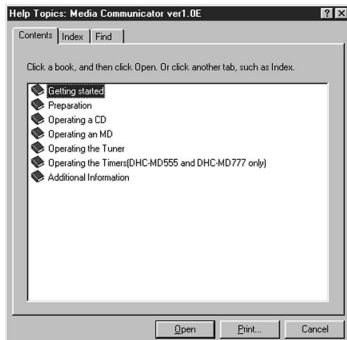 Help Topics: Media Communicator ver1.0E
Contents Index Find
Click a book, and then click Open. Or click another tab, such as Index.
Getting started
Preparation
Operating a CD
Operating an MD
Operating the Tuner
Operating the Timers(DHC-MD555 and DHC-MD777 only)
Additional Information
Open Print... Cancel